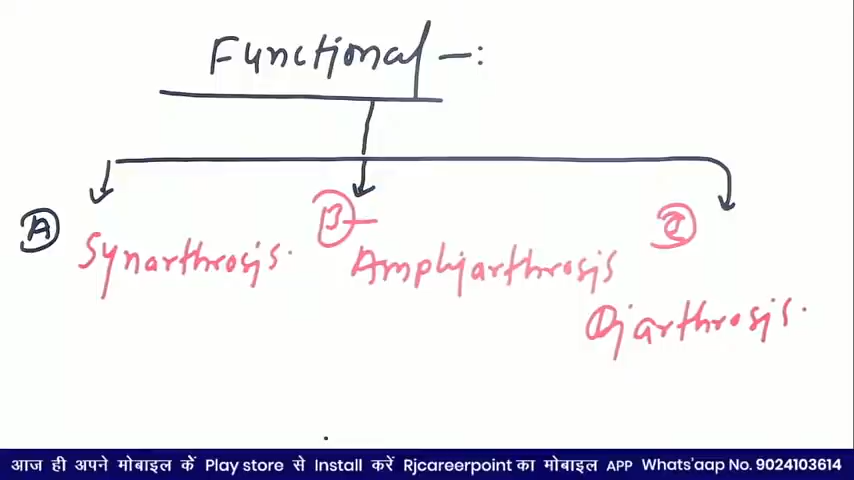 Functional -:
A
Synarthrosis.
B-
Amphiarthrosis
C
Diarthrosis.
आज ही अपने मोबाइल कें Play store से Install करें Rjcareerpoint का मोबाइल APP Whats'aap No. 9024103614